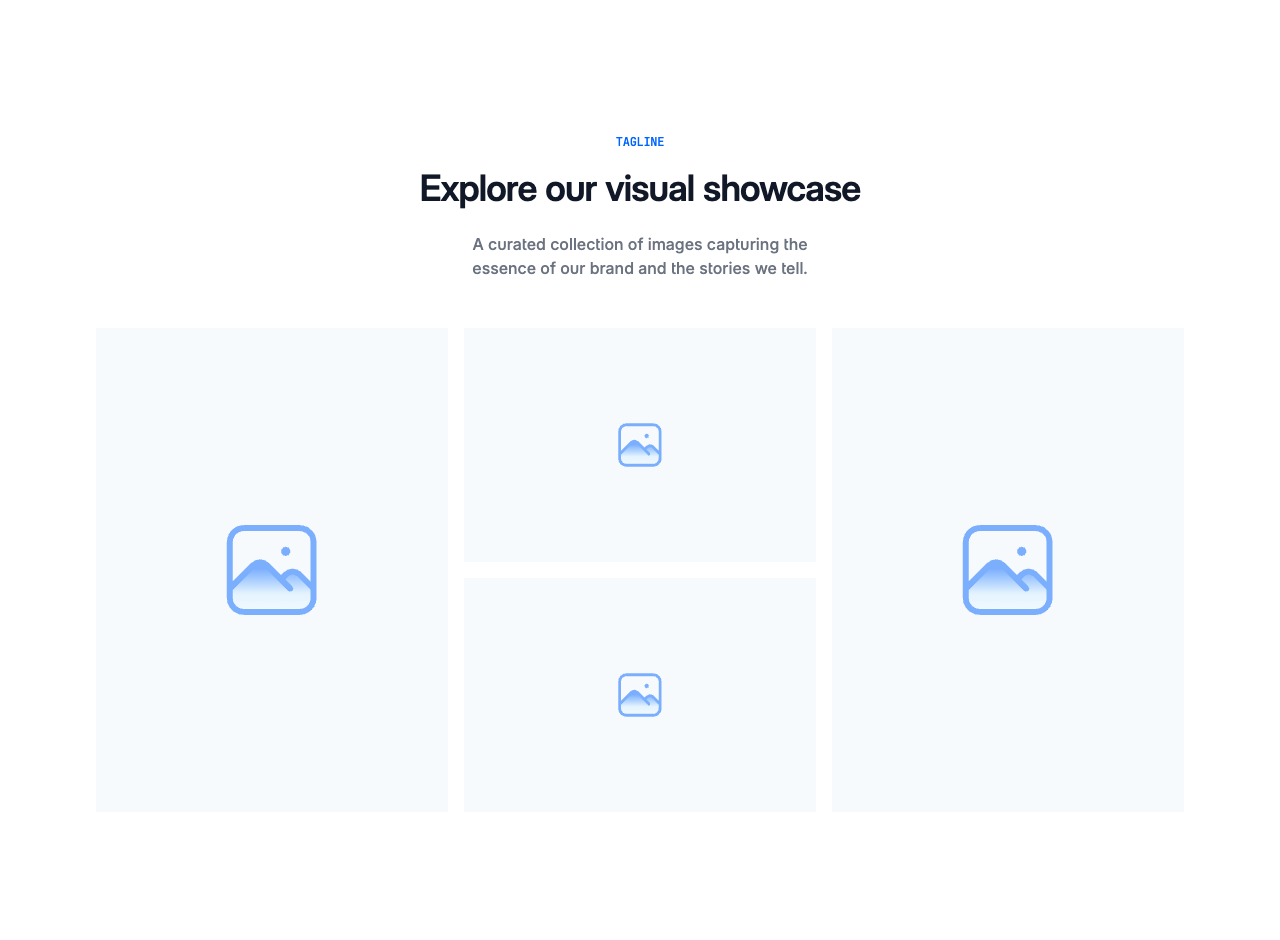 TAGLINE
Explore our visual showcase
A curated collection of images capturing the
essence of our brand and the stories we tell.